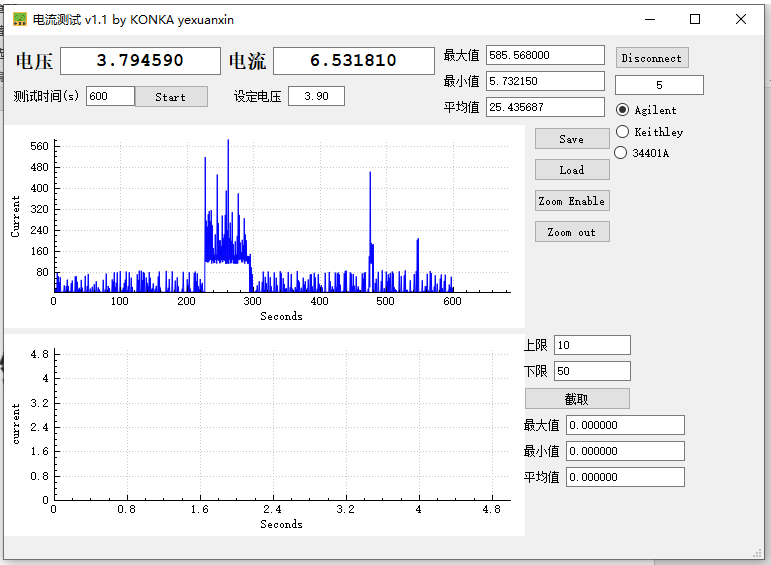 电流测试 v1.1 by KONKA yexuanxin
电压 3.794590 电流 6.531810
最大值 585.568000
最小值 5.732150
平均值 25.435687
Disconnect
5
Agilent
Keithley
34401A
测试时间(s) 600 Start 设定电压 3.90
560
480
400
320
240
160
80
Current
0 100 200 300 400 500 600
Seconds
Save
Load
Zoom Enable
Zoom out
4.8
4
3.2
2.4
1.6
0.8
0
current
0 0.8 1.6 2.4 3.2 4 4.8
Seconds
上限 10
下限 50
截取
最大值 0.000000
最小值 0.000000
平均值 0.000000